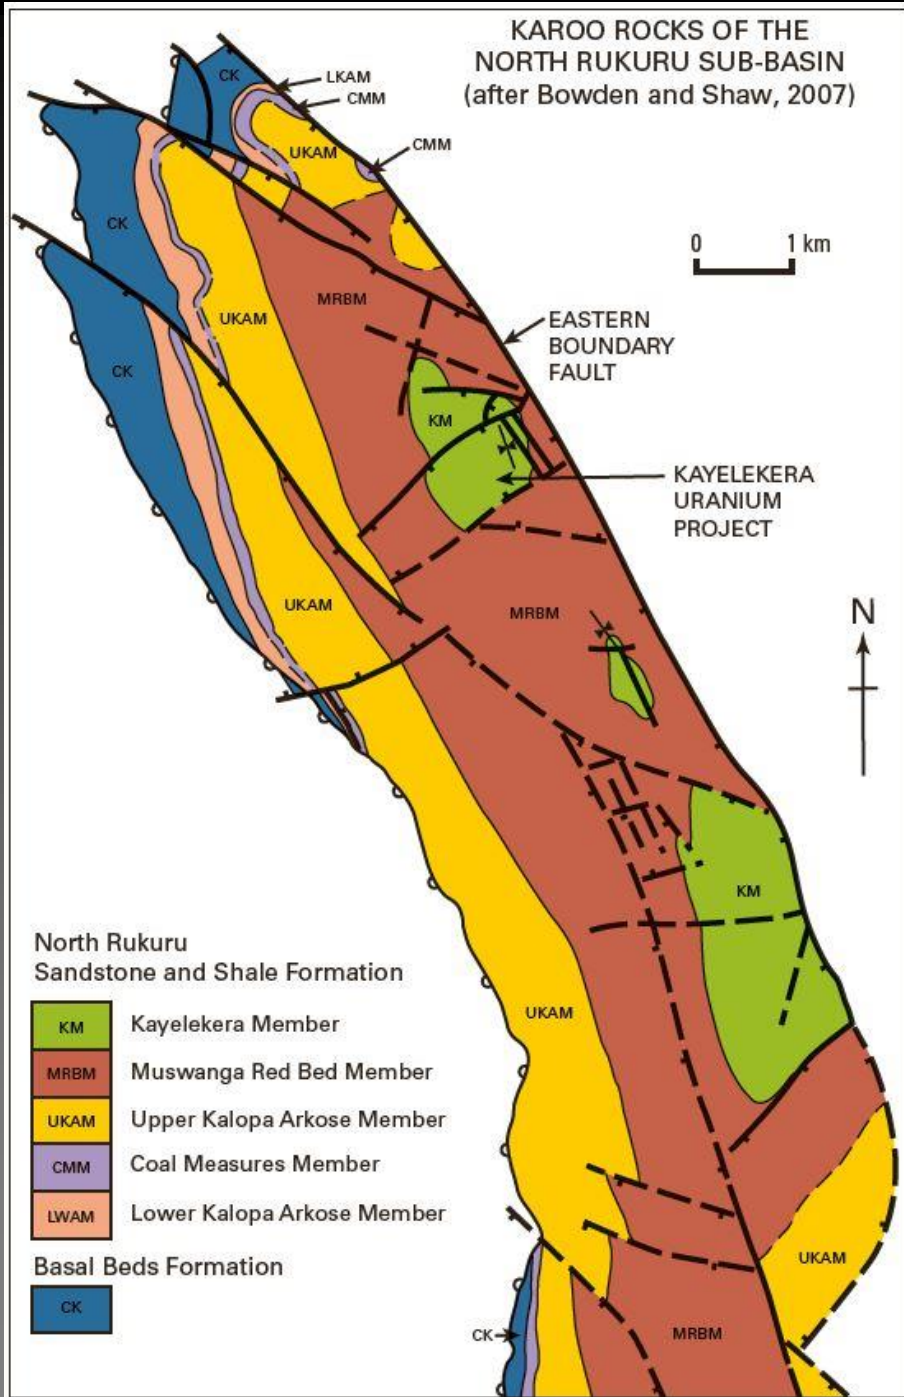 KAROO ROCKS OF THE
NORTH RUKURU SUB-BASIN
(after Bowden and Shaw, 2007)
CK
LKAM
CMM
UKAM
CMM
CK
0 1 km
MRBM
UKAM
EASTERN
BOUNDARY
FAULT
CK
KM
KAYELEKERA
URANIUM
PROJECT
UKAM
MRBM
N
KM
North Rukuru
Sandstone and Shale Formation
UKAM
KM Kayelekera Member
MRBM Muswanga Red Bed Member
UKAM Upper Kalopa Arkose Member
CMM Coal Measures Member
LWAM Lower Kalopa Arkose Member
Basal Beds Formation
UKAM
CK
CK
MRBM